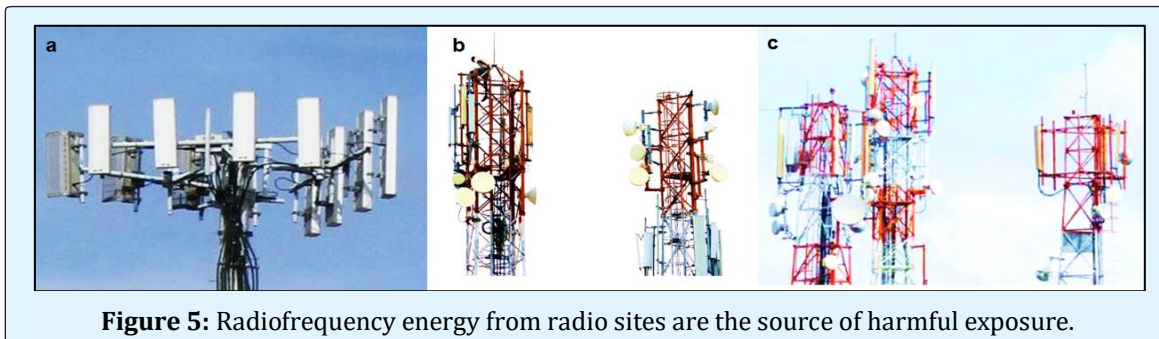 a
b
c
Figure 5: Radiofrequency energy from radio sites are the source of harmful exposure.